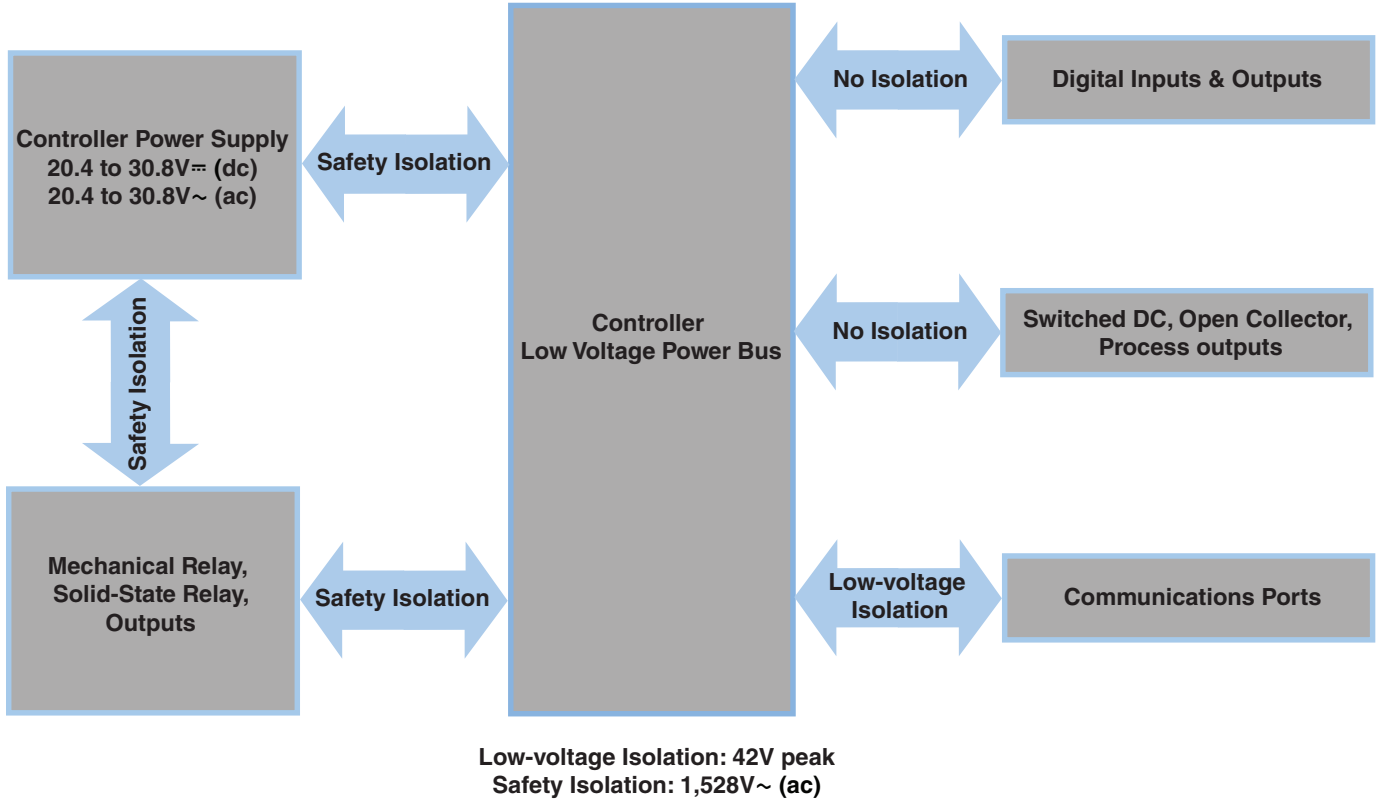 Controller Power Supply
20.4 to 30.8V⎓ (dc)
20.4 to 30.8V~ (ac)
Safety Isolation
Safety Isolation
Mechanical Relay,
Solid-State Relay,
Outputs
Safety Isolation
Controller
Low Voltage Power Bus
No Isolation
Digital Inputs & Outputs
No Isolation
Switched DC, Open Collector,
Process outputs
Low-voltage
Isolation
Communications Ports
Low-voltage Isolation: 42V peak
Safety Isolation: 1,528V~ (ac)